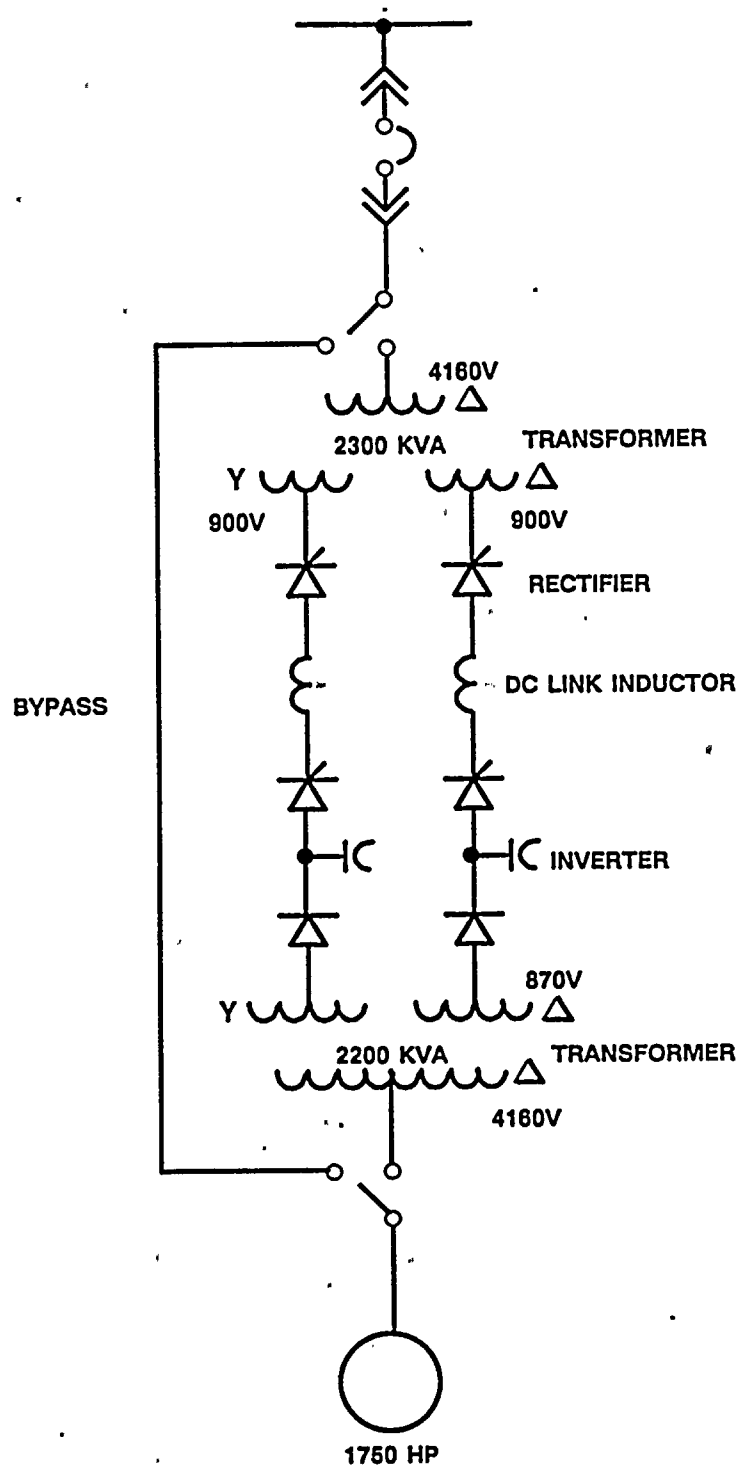 4160V
2300 KVA
TRANSFORMER
Y
900V
900V
RECTIFIER
DC LINK INDUCTOR
BYPASS
INVERTER
870V
Y
2200 KVA
TRANSFORMER
4160V
1750 HP